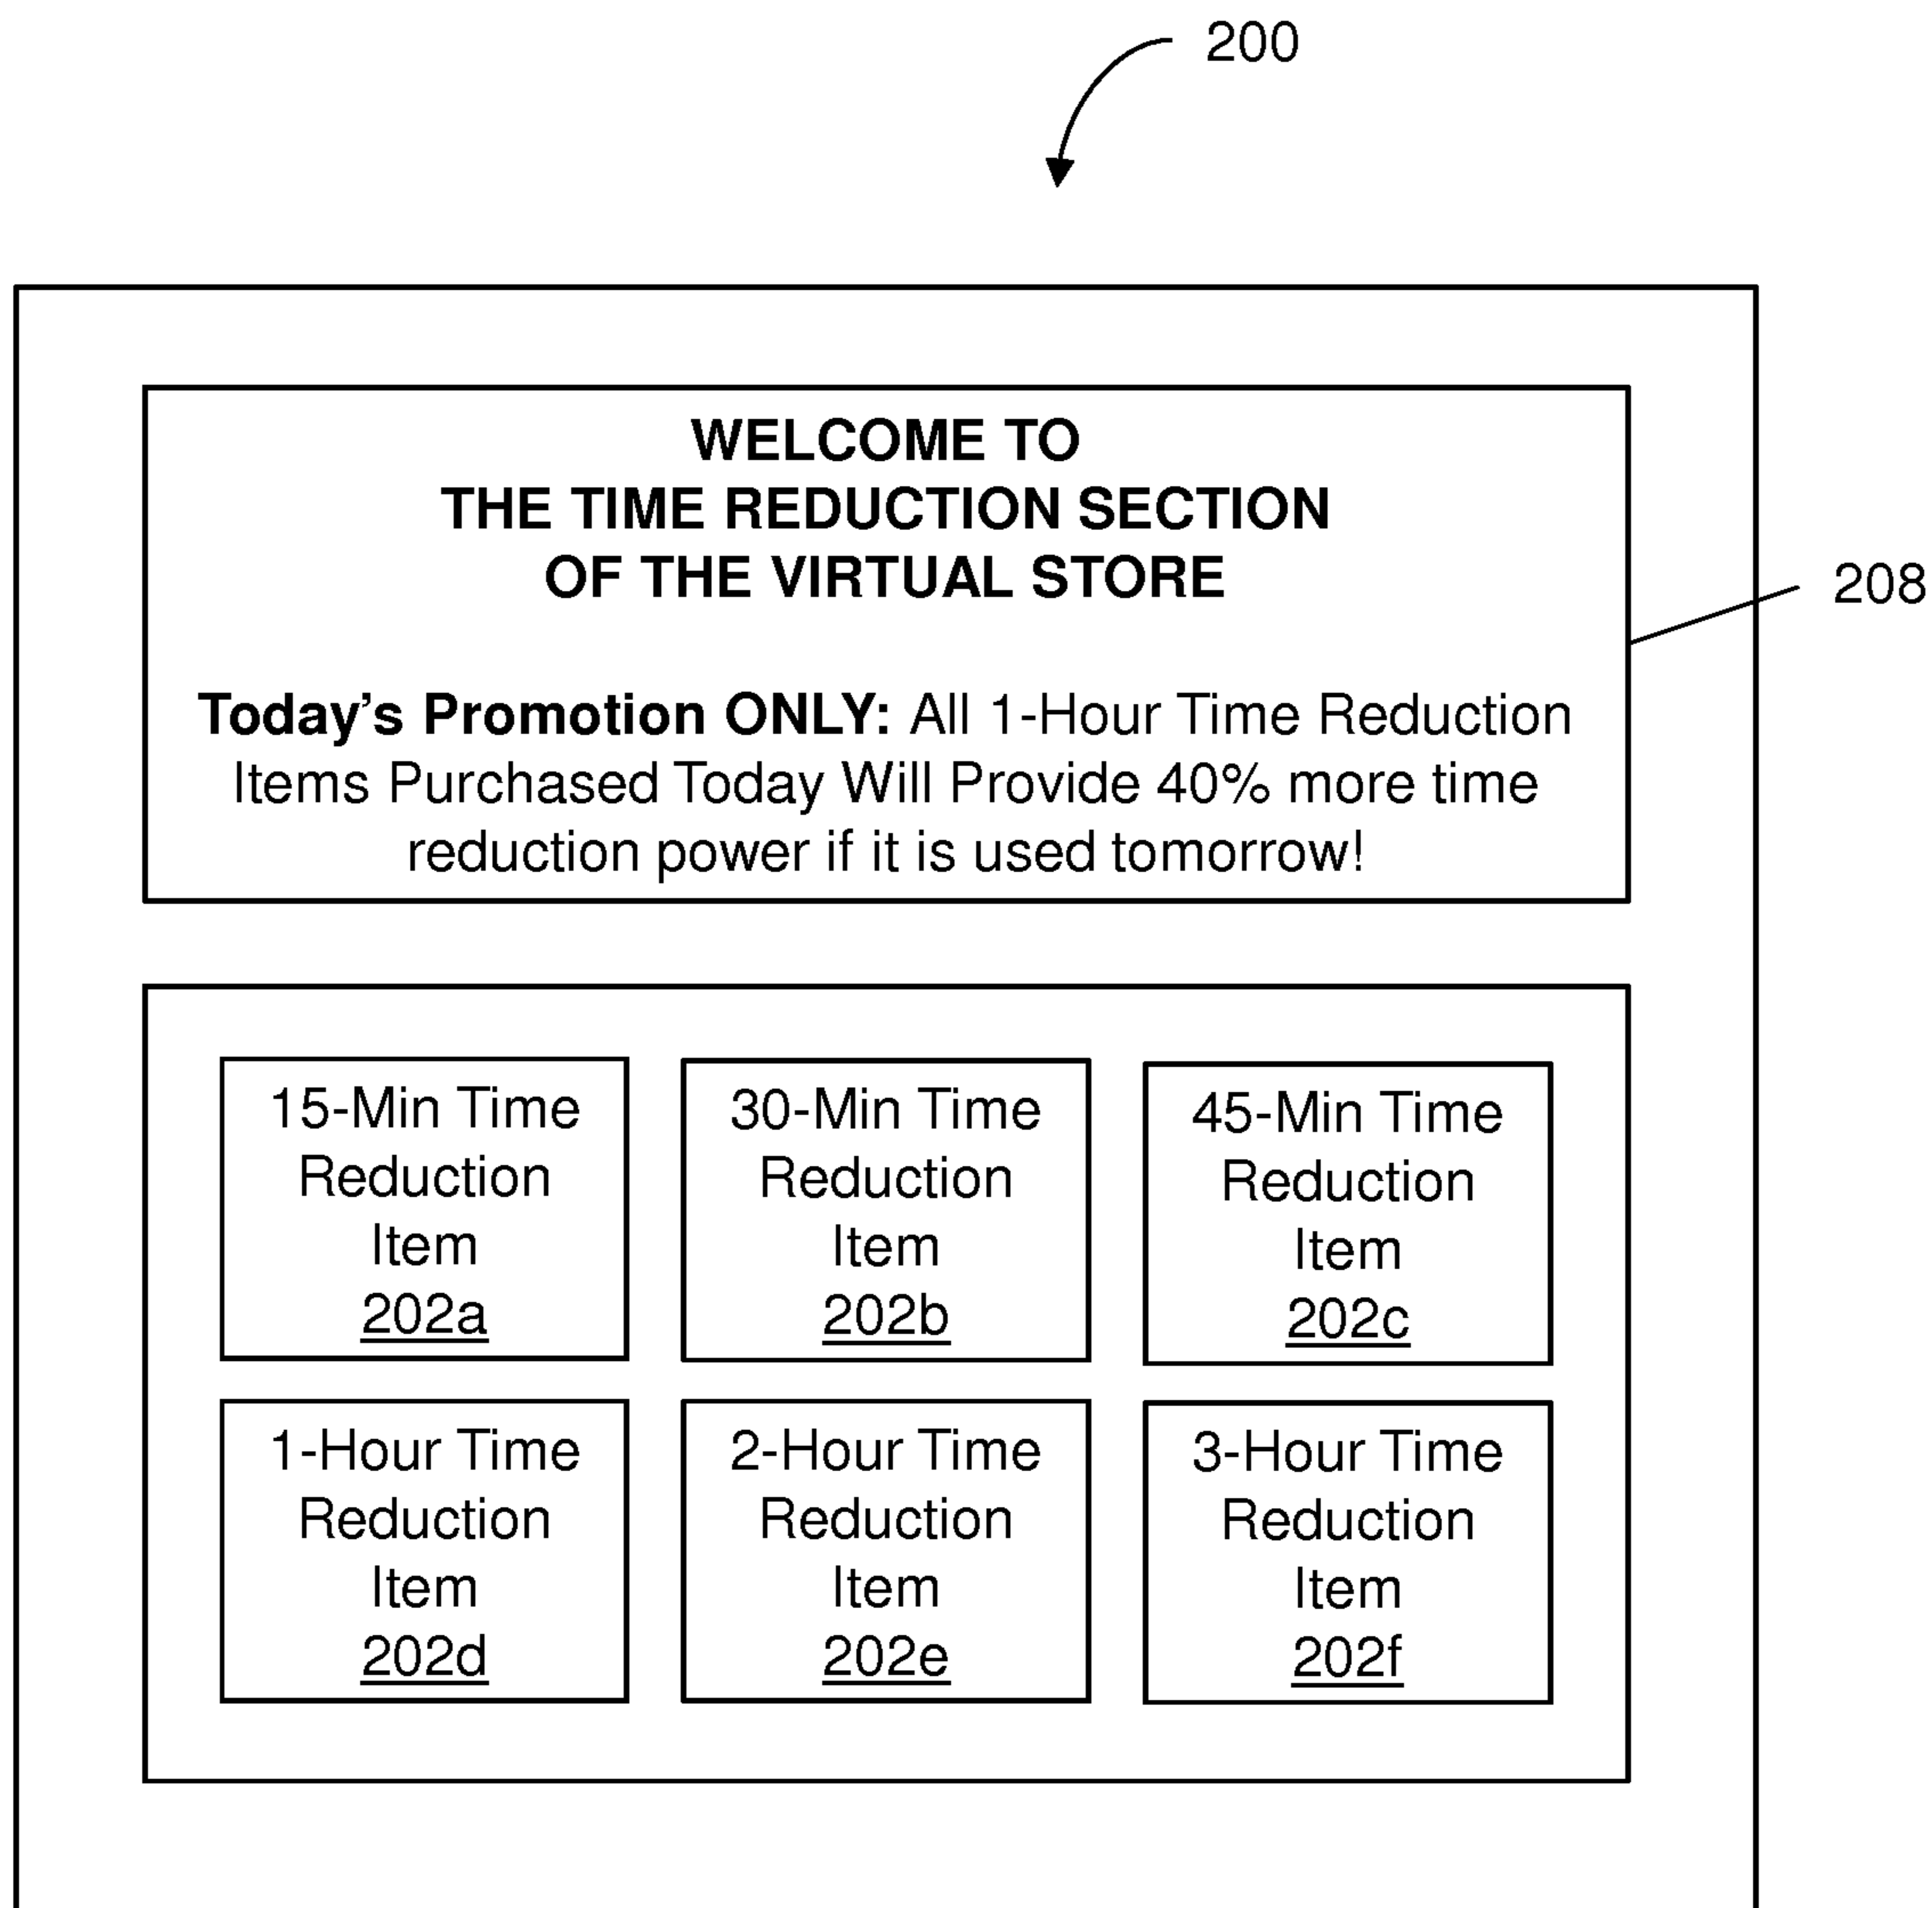 200
WELCOME TO
THE TIME REDUCTION SECTION
OF THE VIRTUAL STORE
208
Today's Promotion ONLY: All 1-Hour Time Reduction
Items Purchased Today Will Provide 40% more time
reduction power if it is used tomorrow!
15-Min Time
Reduction
Item
202a
30-Min Time
Reduction
Item
202b
45-Min Time
Reduction
Item
202c
1-Hour Time
Reduction
Item
202d
2-Hour Time
Reduction
Item
202e
3-Hour Time
Reduction
Item
202f